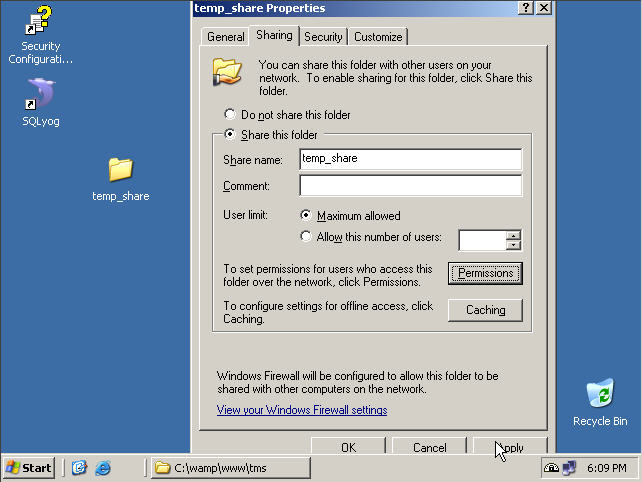 temp_share Properties
? X
Security
Configurati...
SQLyog
temp_share
General Sharing Security Customize
You can share this folder with other users on your
network. To enable sharing for this folder, click Share this
folder.
Do not share this folder
Share this folder
Share name: temp_share
Comment:
User limit: Maximum allowed
Allow this number of users:
To set permissions for users who access this
folder over the network, click Permissions.
Permissions
To configure settings for offline access, click
Caching.
Caching
Windows Firewall will be configured to allow this folder to be
shared with other computers on the network.
View your Windows Firewall settings
Recycle Bin
OK Cancel Apply
Start C:\wamp\www\tms 6:09 PM